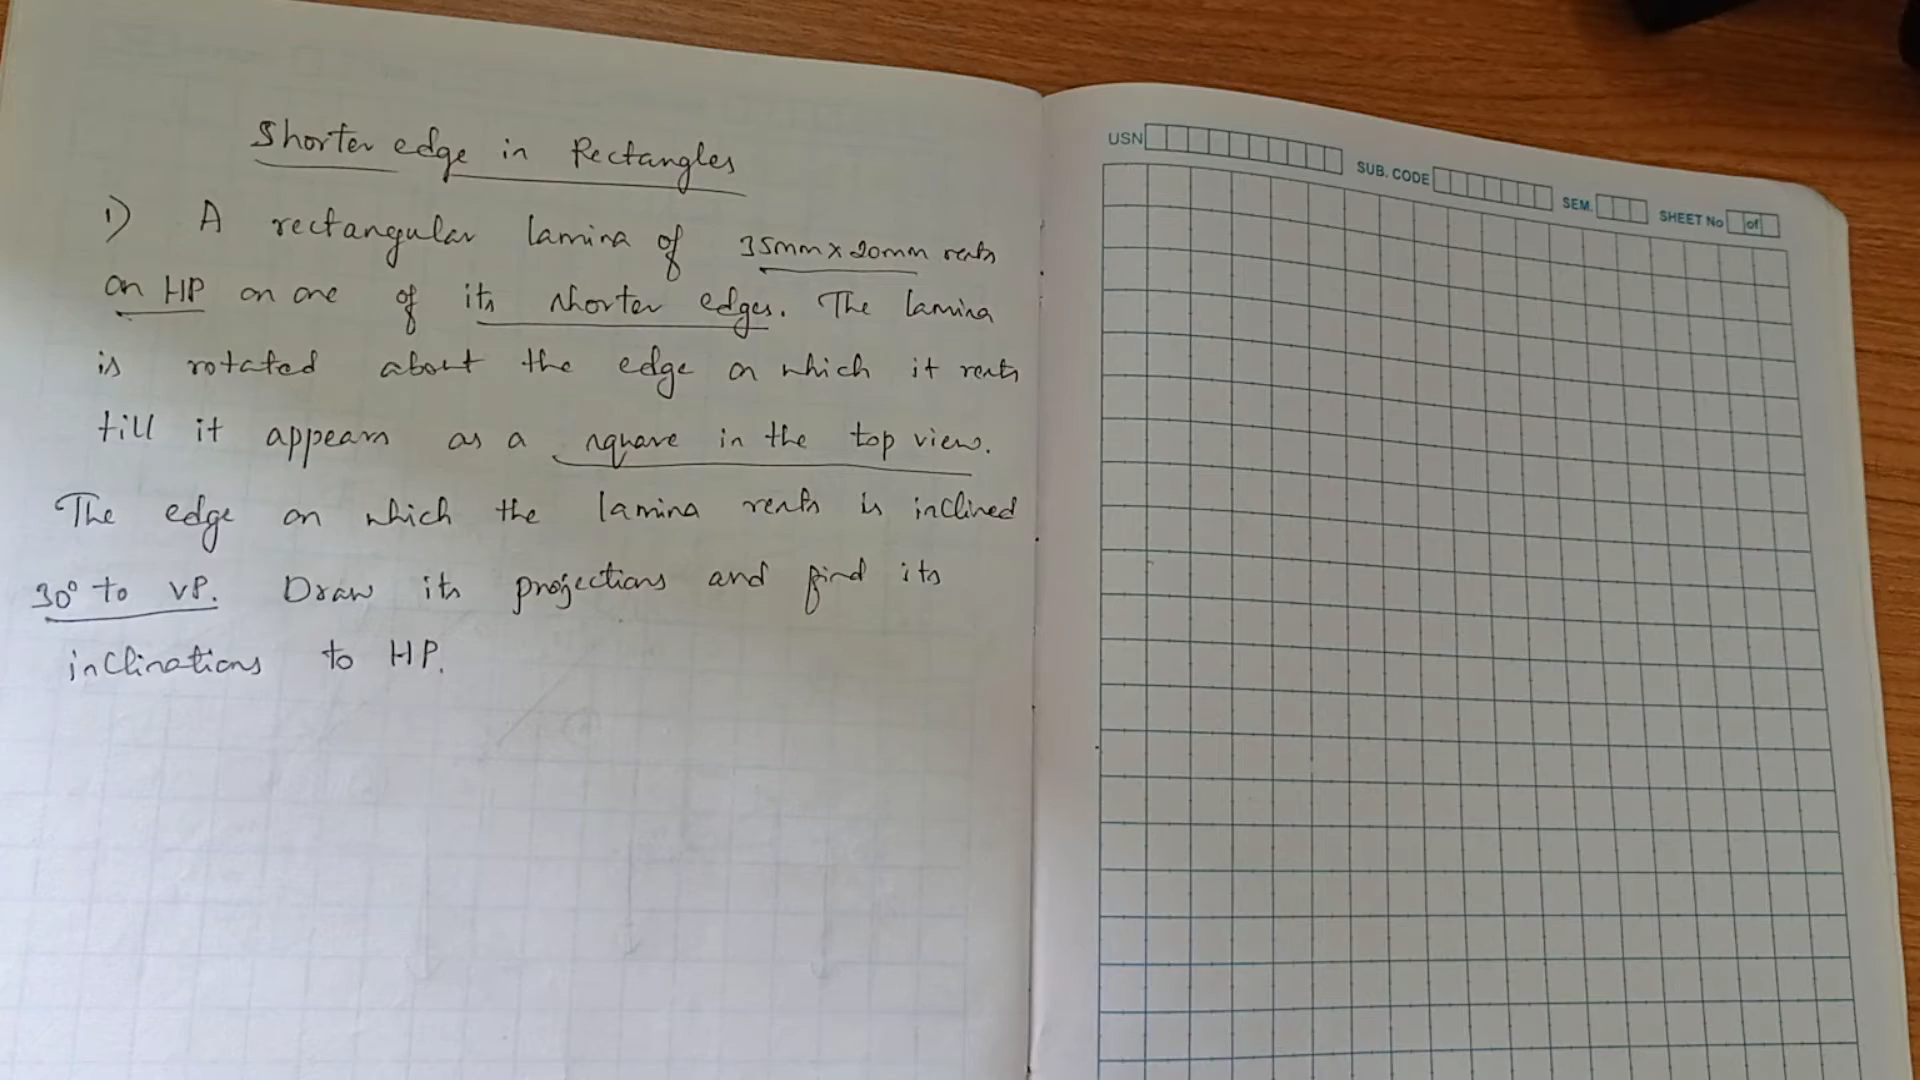 Shorter edge in Rectangles
1) A rectangular lamina of 35mm x 20mm rests
on HP on one of its shorter edges. The lamina
is rotated about the edge on which it rests
till it appears as a square in the top view.
The edge on which the lamina rests is inclined
30° to VP. Draw its projections and find its
inclinations to HP.
USN
SUB. CODE
SEM.
SHEET No of